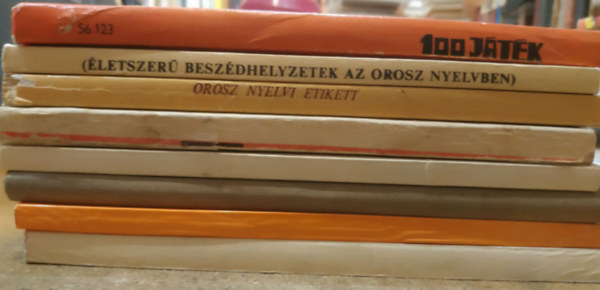 56 123
100 JÁTÉK
(ÉLETSZERŰ BESZÉDHELYZETEK AZ OROSZ NYELVBEN)
OROSZ NYELVI ETIKETT